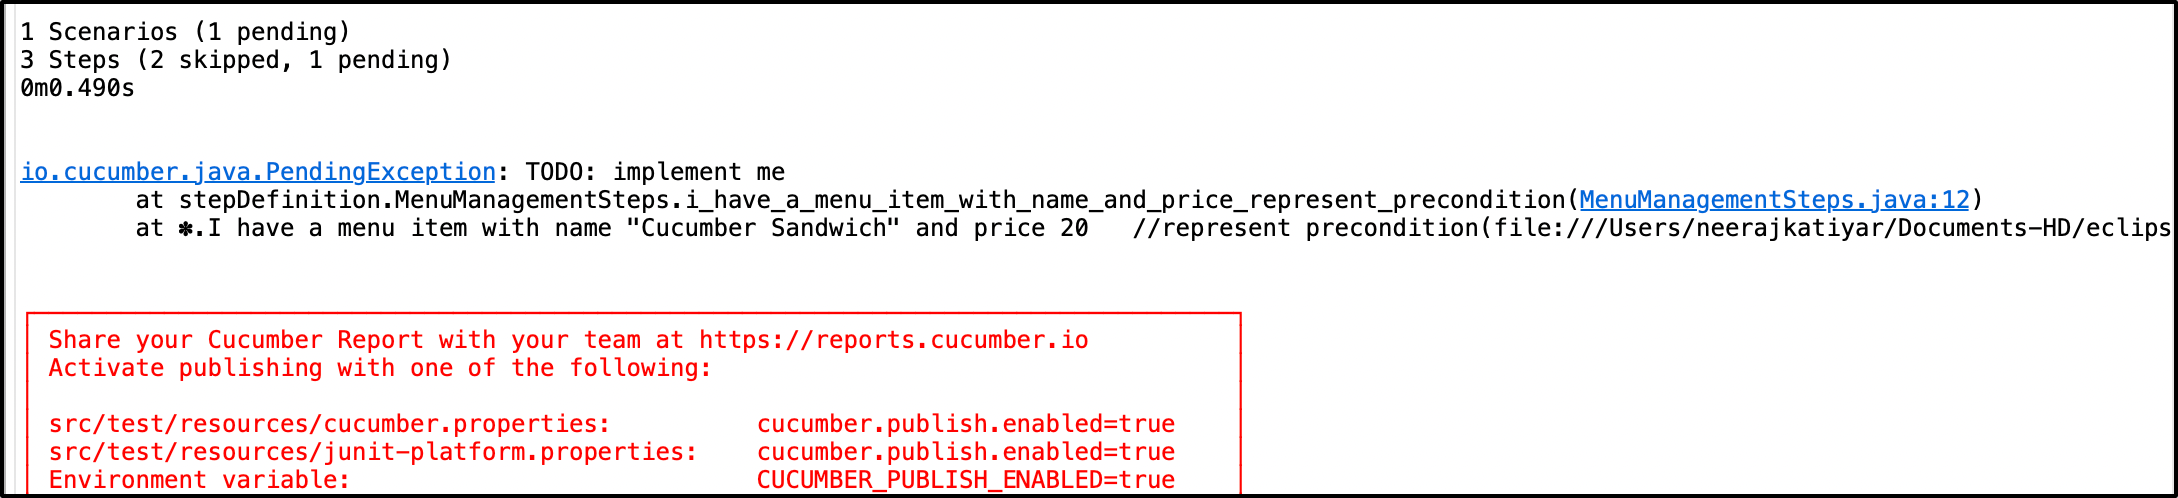 1 Scenarios (1 pending)
3 Steps (2 skipped, 1 pending)
0m0.490s
io.cucumber.java.PendingException: TODO: implement me
at stepDefinition.MenuManagementSteps.i_have_a_menu_item_with_name_and_price_represent_precondition(MenuManagementSteps.java:12)
at ✽.I have a menu item with name "Cucumber Sandwich" and price 20   //represent precondition(file:///Users/neerajkatiyar/Documents-HD/eclips
Share your Cucumber Report with your team at https://reports.cucumber.io
Activate publishing with one of the following:
src/test/resources/cucumber.properties:          cucumber.publish.enabled=true
src/test/resources/junit-platform.properties:    cucumber.publish.enabled=true
Environment variable:                            CUCUMBER_PUBLISH_ENABLED=true